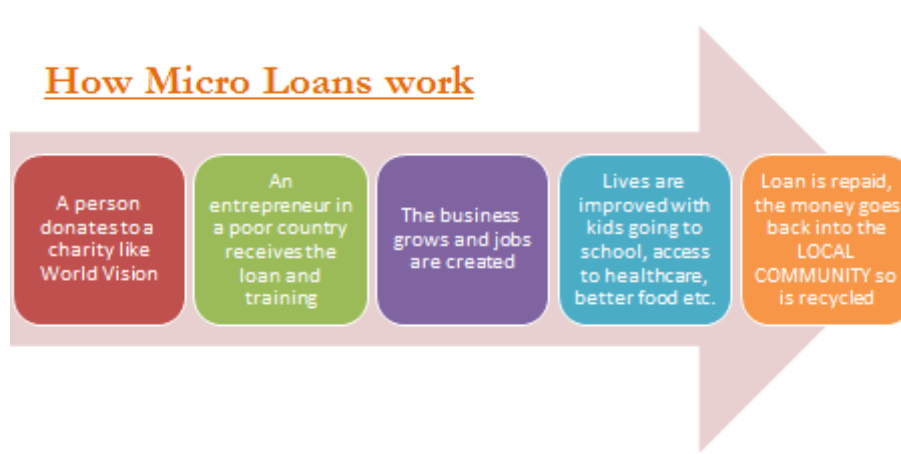 How Micro Loans work
A person
donates to a
charity like
World Vision
An
entrepreneur in
a poor country
receives the
loan and
training
The business
grows and jobs
are created
Lives are
improved with
kids going to
school, access
to healthcare,
better food etc.
Loan is repaid,
the money goes
back into the
LOCAL
COMMUNITY so
is recycled